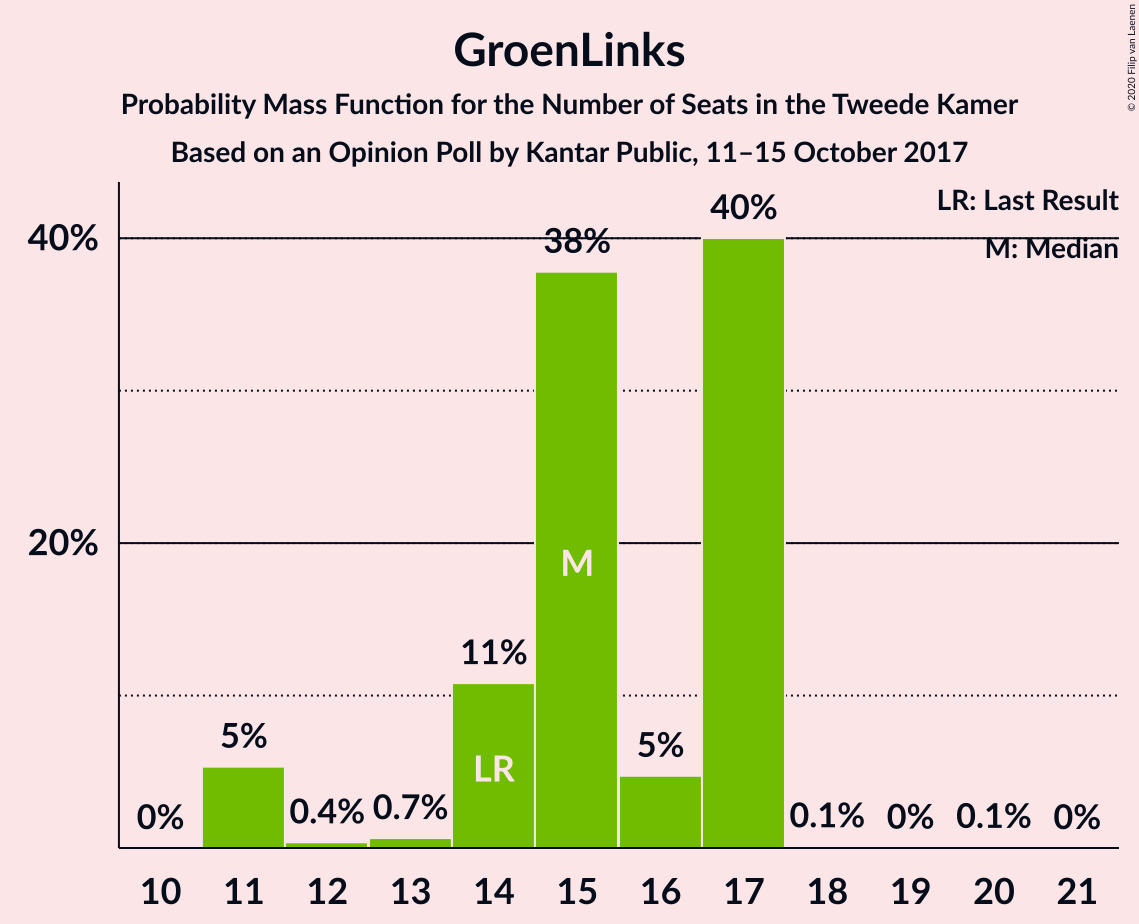 GroenLinks
Probability Mass Function for the Number of Seats in the Tweede Kamer
Based on an Opinion Poll by Kantar Public, 11–15 October 2017
© 2020 Filip van Laenen
LR: Last Result
M: Median
40%
20%
0%
5%
0.4%
0.7%
11%
38%
5%
40%
0.1%
0%
0.1%
0%
LR
M
10 11 12 13 14 15 16 17 18 19 20 21